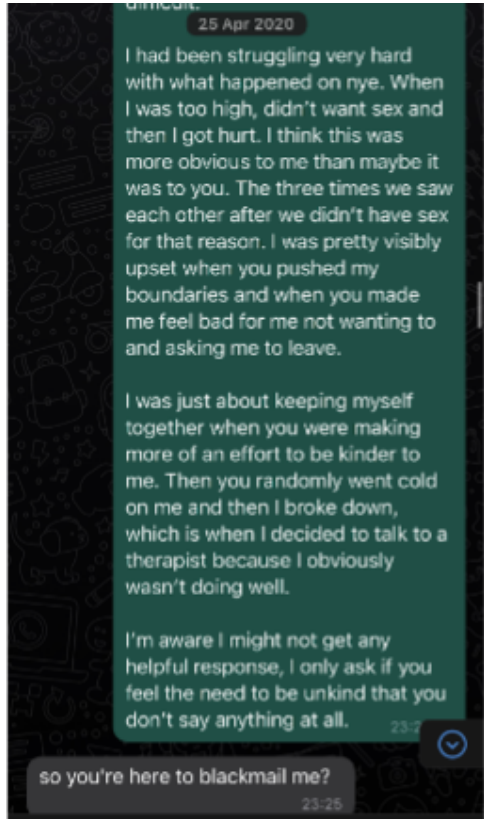 difficult.
25 Apr 2020
I had been struggling very hard
with what happened on nye. When
I was too high, didn't want sex and
then I got hurt. I think this was
more obvious to me than maybe it
was to you. The three times we saw
each other after we didn't have sex
for that reason. I was pretty visibly
upset when you pushed my
boundaries and when you made
me feel bad for me not wanting to
and asking me to leave.
I was just about keeping myself
together when you were making
more of an effort to be kinder to
me. Then you randomly went cold
on me and then I broke down,
which is when I decided to talk to a
therapist because I obviously
wasn't doing well.
I'm aware I might not get any
helpful response, I only ask if you
feel the need to be unkind that you
don't say anything at all.
so you're here to blackmail me?
23:25